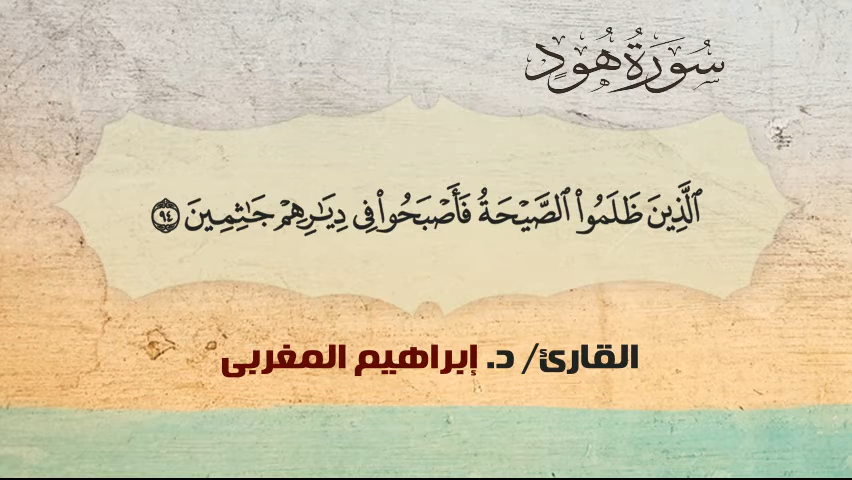 سُورَةُ هُودٍ
ٱلَّذِينَ ظَلَمُوا۟ ٱلصَّيْحَةُ فَأَصْبَحُوا۟ فِى دِيَـٰرِهِمْ جَـٰثِمِينَ ٩٤
القارئ/ د. إبراهيم المغربى